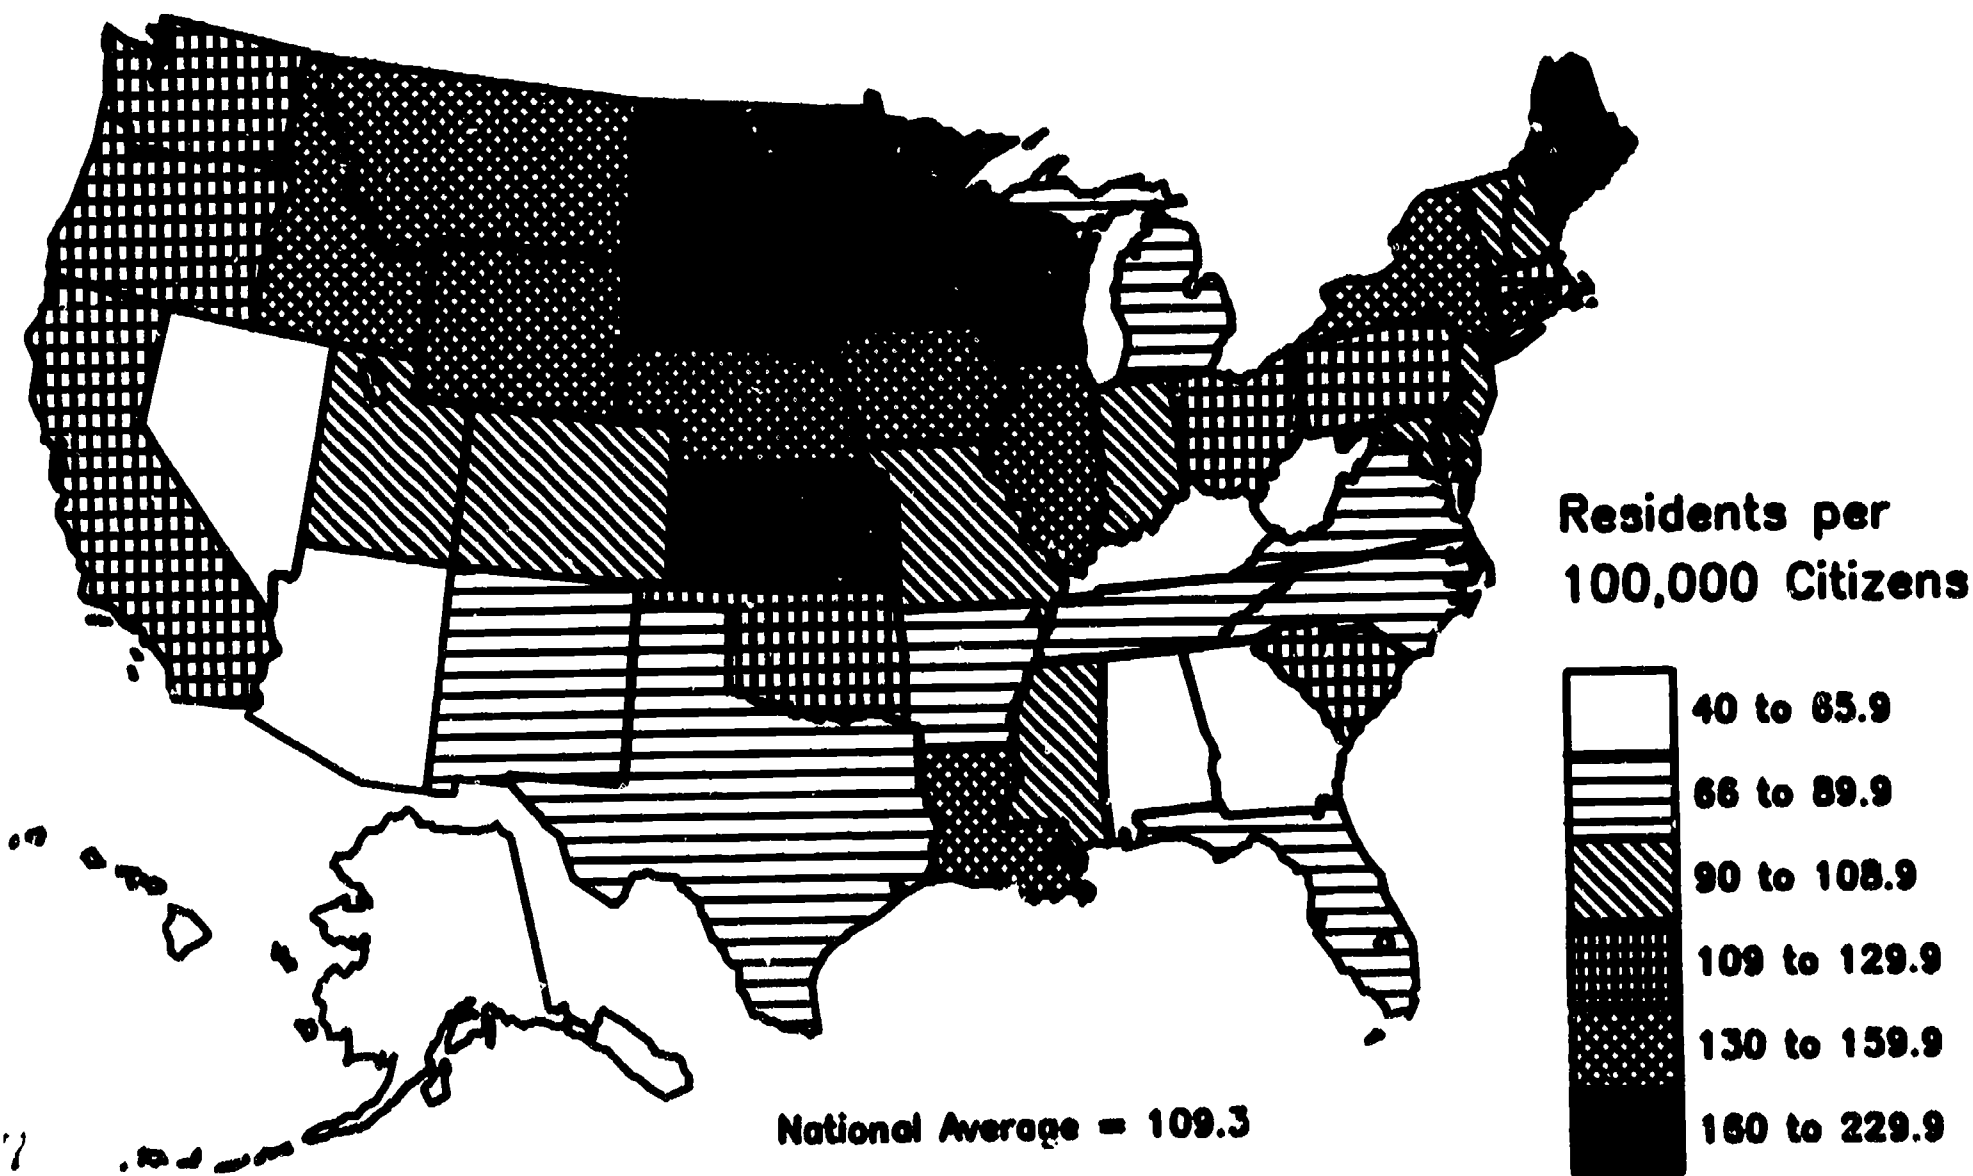 Residents per
100,000 Citizens
40 to 65.9
66 to 89.9
90 to 108.9
109 to 129.9
130 to 159.9
160 to 229.9
National Average = 109.3
7